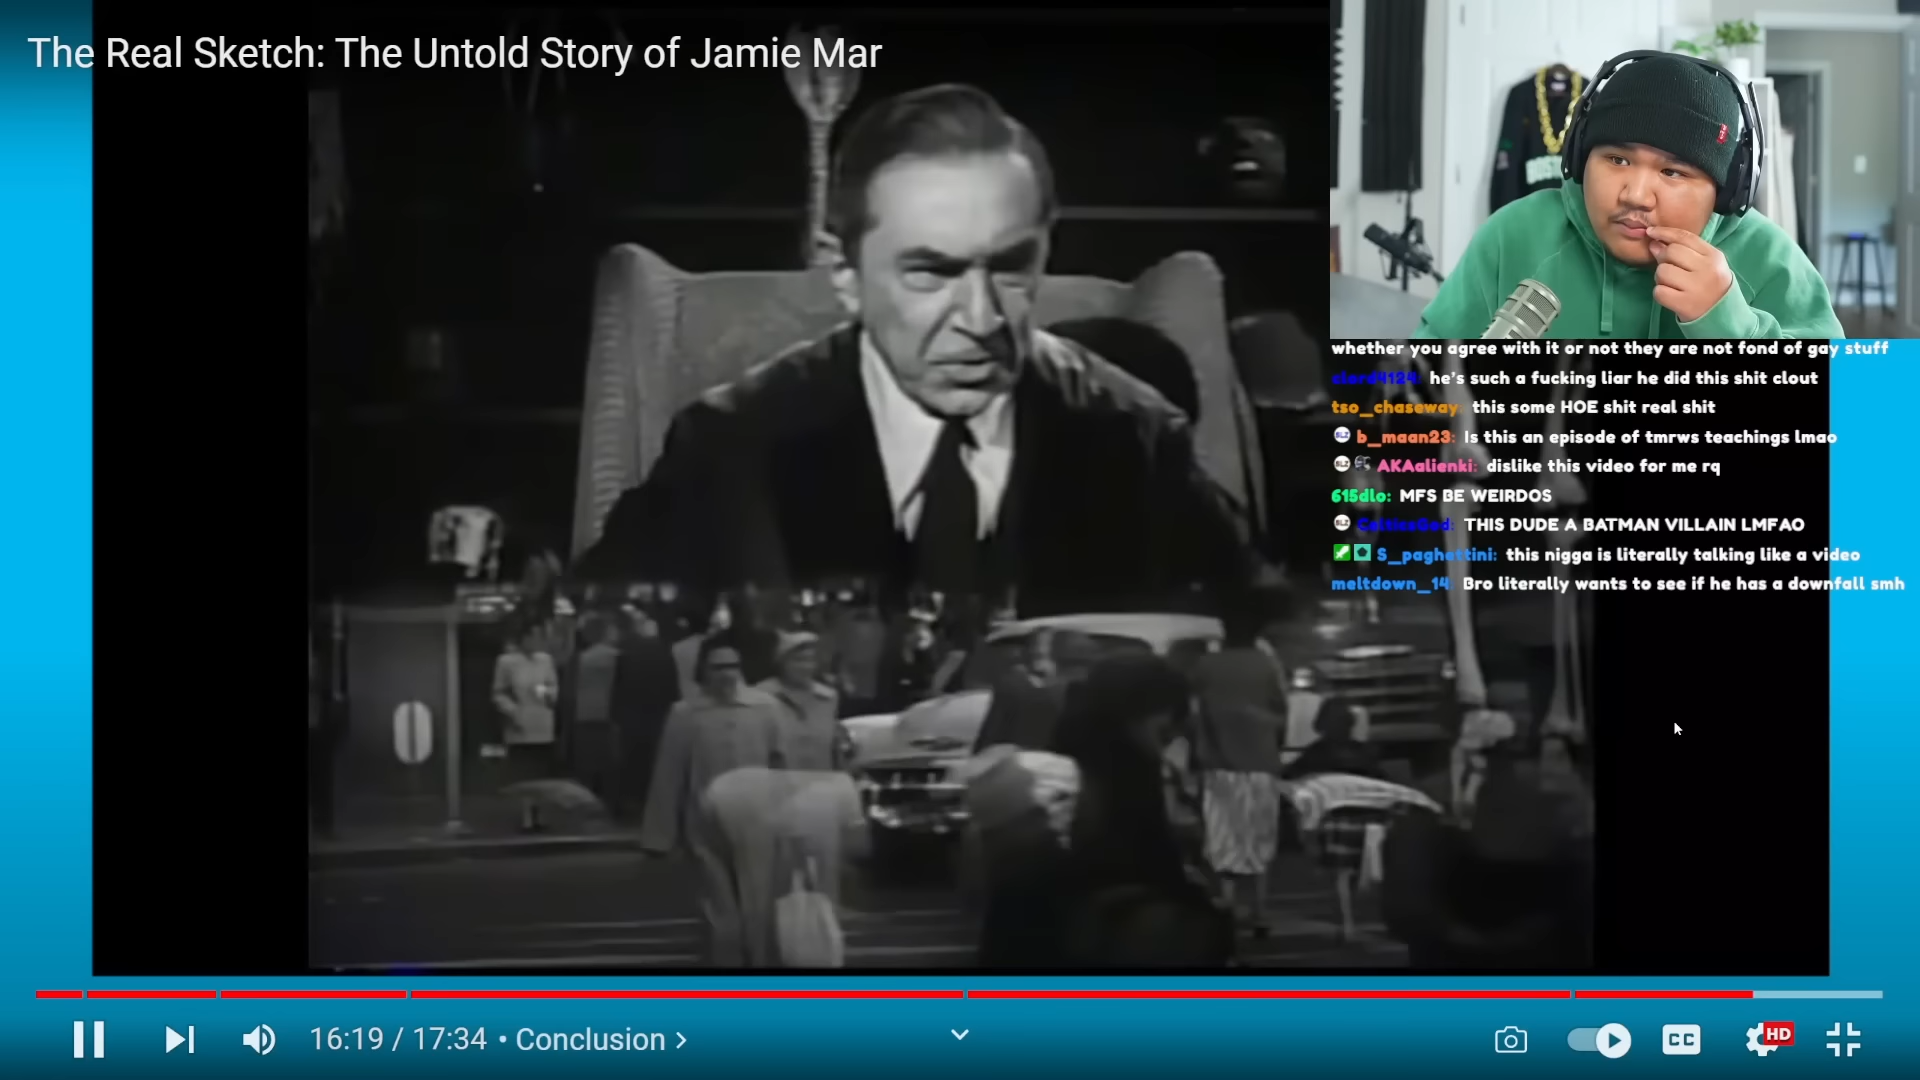 The Real Sketch: The Untold Story of Jamie Mar
whether you agree with it or not they are not fond of gay stuff
clard4124: he's such a fucking liar he did this shit clout
tso_chaseway: this some HOE shit real shit
b_maan23: Is this an episode of tmrws teachings lmao
AKAalienki: dislike this video for me rq
615dlo: MFS BE WEIRDOS
CelticsGod: THIS DUDE A BATMAN VILLAIN LMFAO
S_paghettini: this nigga is literally talking like a video
meltdown_14: Bro literally wants to see if he has a downfall smh
16:19 / 17:34 • Conclusion >
CC
HD